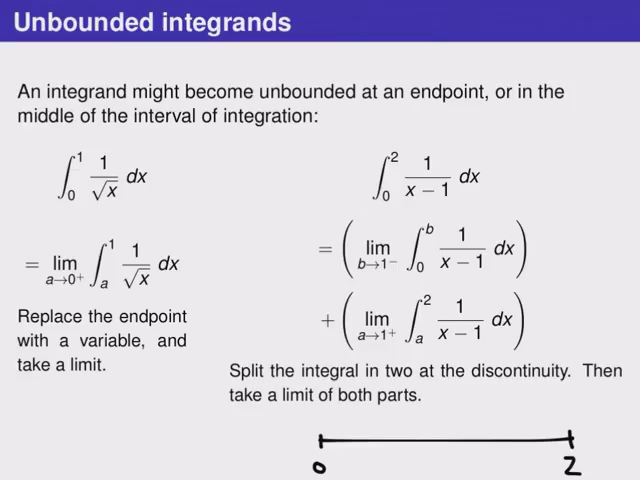 Unbounded integrands
An integrand might become unbounded at an endpoint, or in the
middle of the interval of integration:
∫₀¹ 1/√x dx
= lim_{a→0⁺} ∫ₐ¹ 1/√x dx
Replace the endpoint
with a variable, and
take a limit.
∫₀² 1/(x − 1) dx
= ( lim_{b→1⁻} ∫₀ᵇ 1/(x − 1) dx )
+ ( lim_{a→1⁺} ∫ₐ² 1/(x − 1) dx )
Split the integral in two at the discontinuity. Then
take a limit of both parts.
0 2